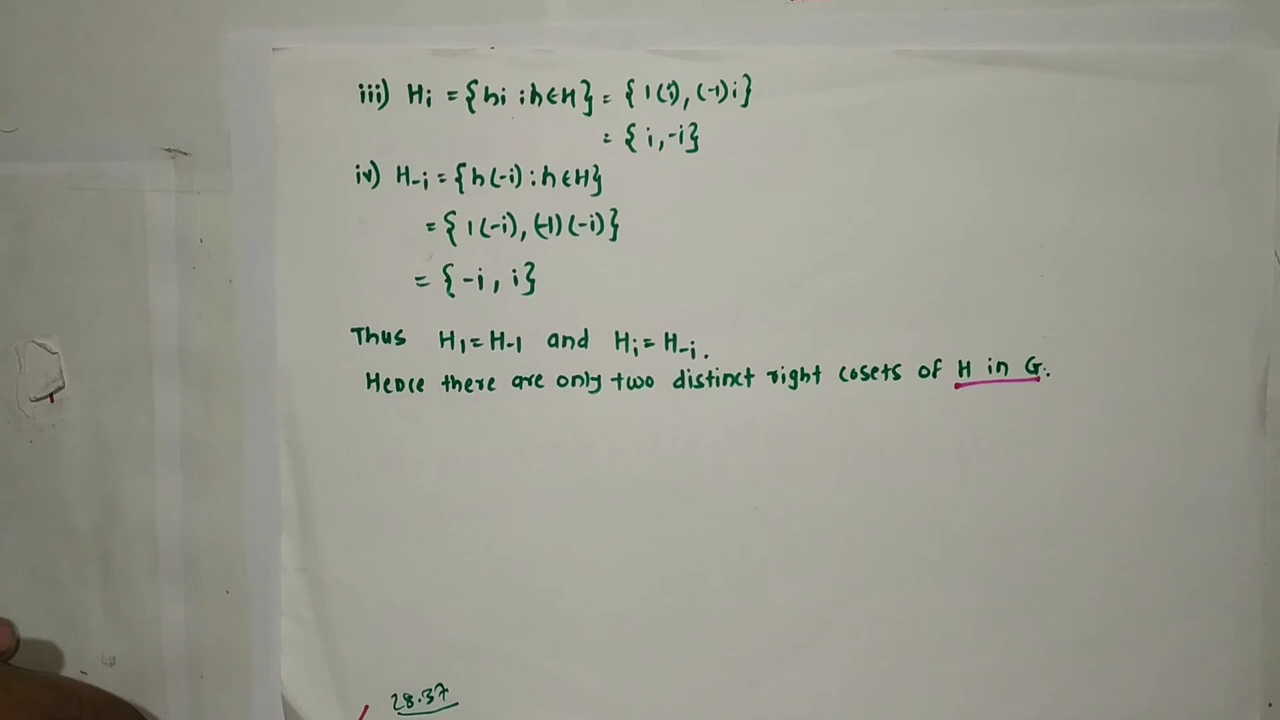 iii) Hi = {hi : h∈H} = {1(i), (-1)i}
= {i, -i}
iv) H-i = {h(-i) : h∈H}
= {1(-i), (-1)(-i)}
= {-i, i}
Thus H1 = H-1 and Hi = H-i.
Hence there are only two distinct right cosets of H in G.
28.37